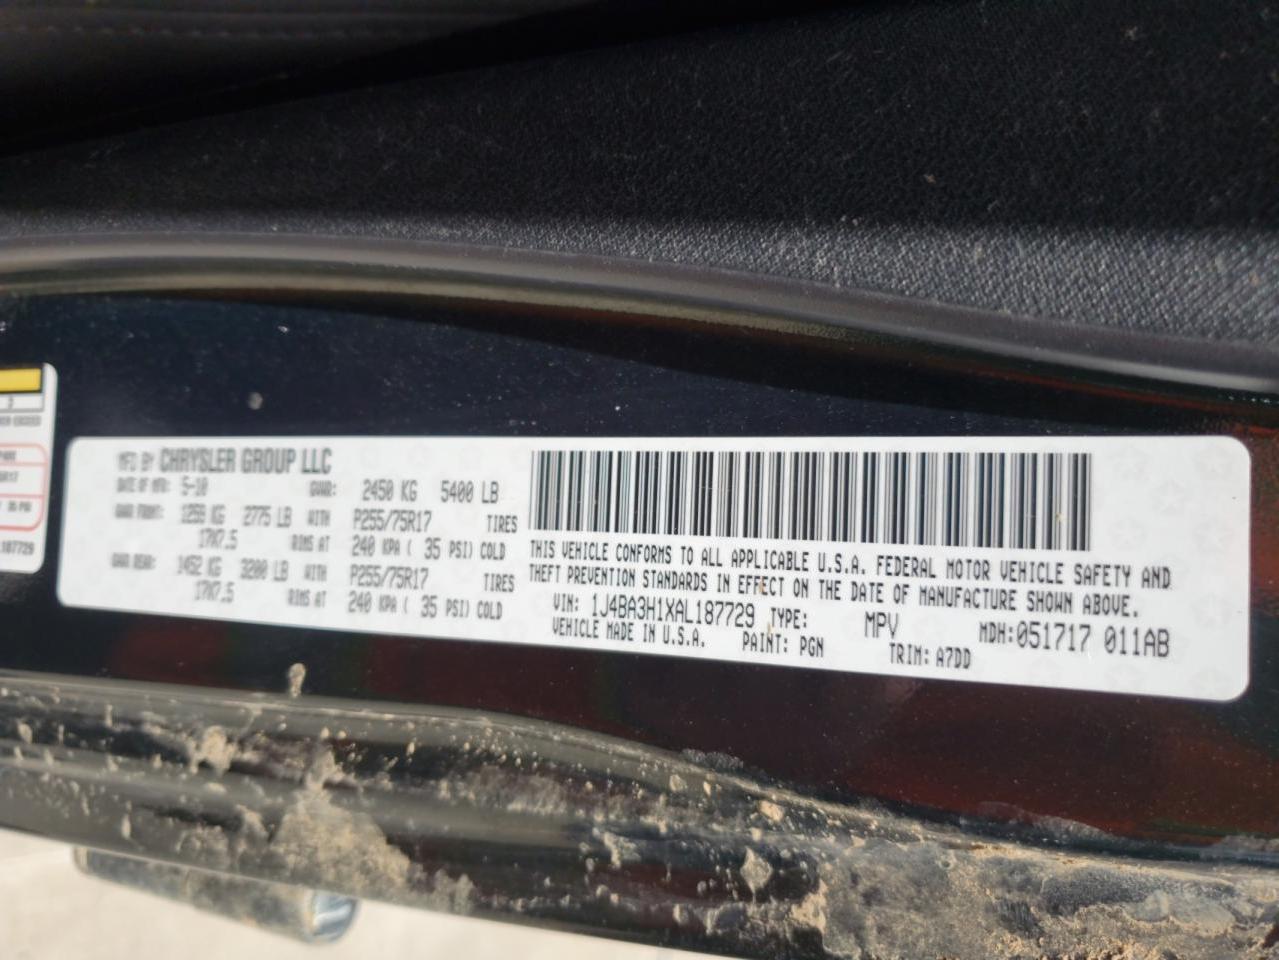 MFD BY CHRYSLER GROUP LLC
DATE OF MFR: 5-10 GVWR: 2450 KG 5400 LB
GAWR FRONT: 1259 KG 2775 LB WITH P255/75R17 TIRES
17X7.5 RIMS AT 240 KPA ( 35 PSI) COLD
GAWR REAR: 1452 KG 3200 LB WITH P255/75R17 TIRES
17X7.5 RIMS AT 240 KPA ( 35 PSI) COLD
THIS VEHICLE CONFORMS TO ALL APPLICABLE U.S.A. FEDERAL MOTOR VEHICLE SAFETY AND
THEFT PREVENTION STANDARDS IN EFFECT ON THE DATE OF MANUFACTURE SHOWN ABOVE.
VIN: 1J4BA3H1XAL187729 TYPE: MPV MDH:051717 011AB
VEHICLE MADE IN U.S.A. PAINT: PGN TRIM: A7DD
35 PSI
187729